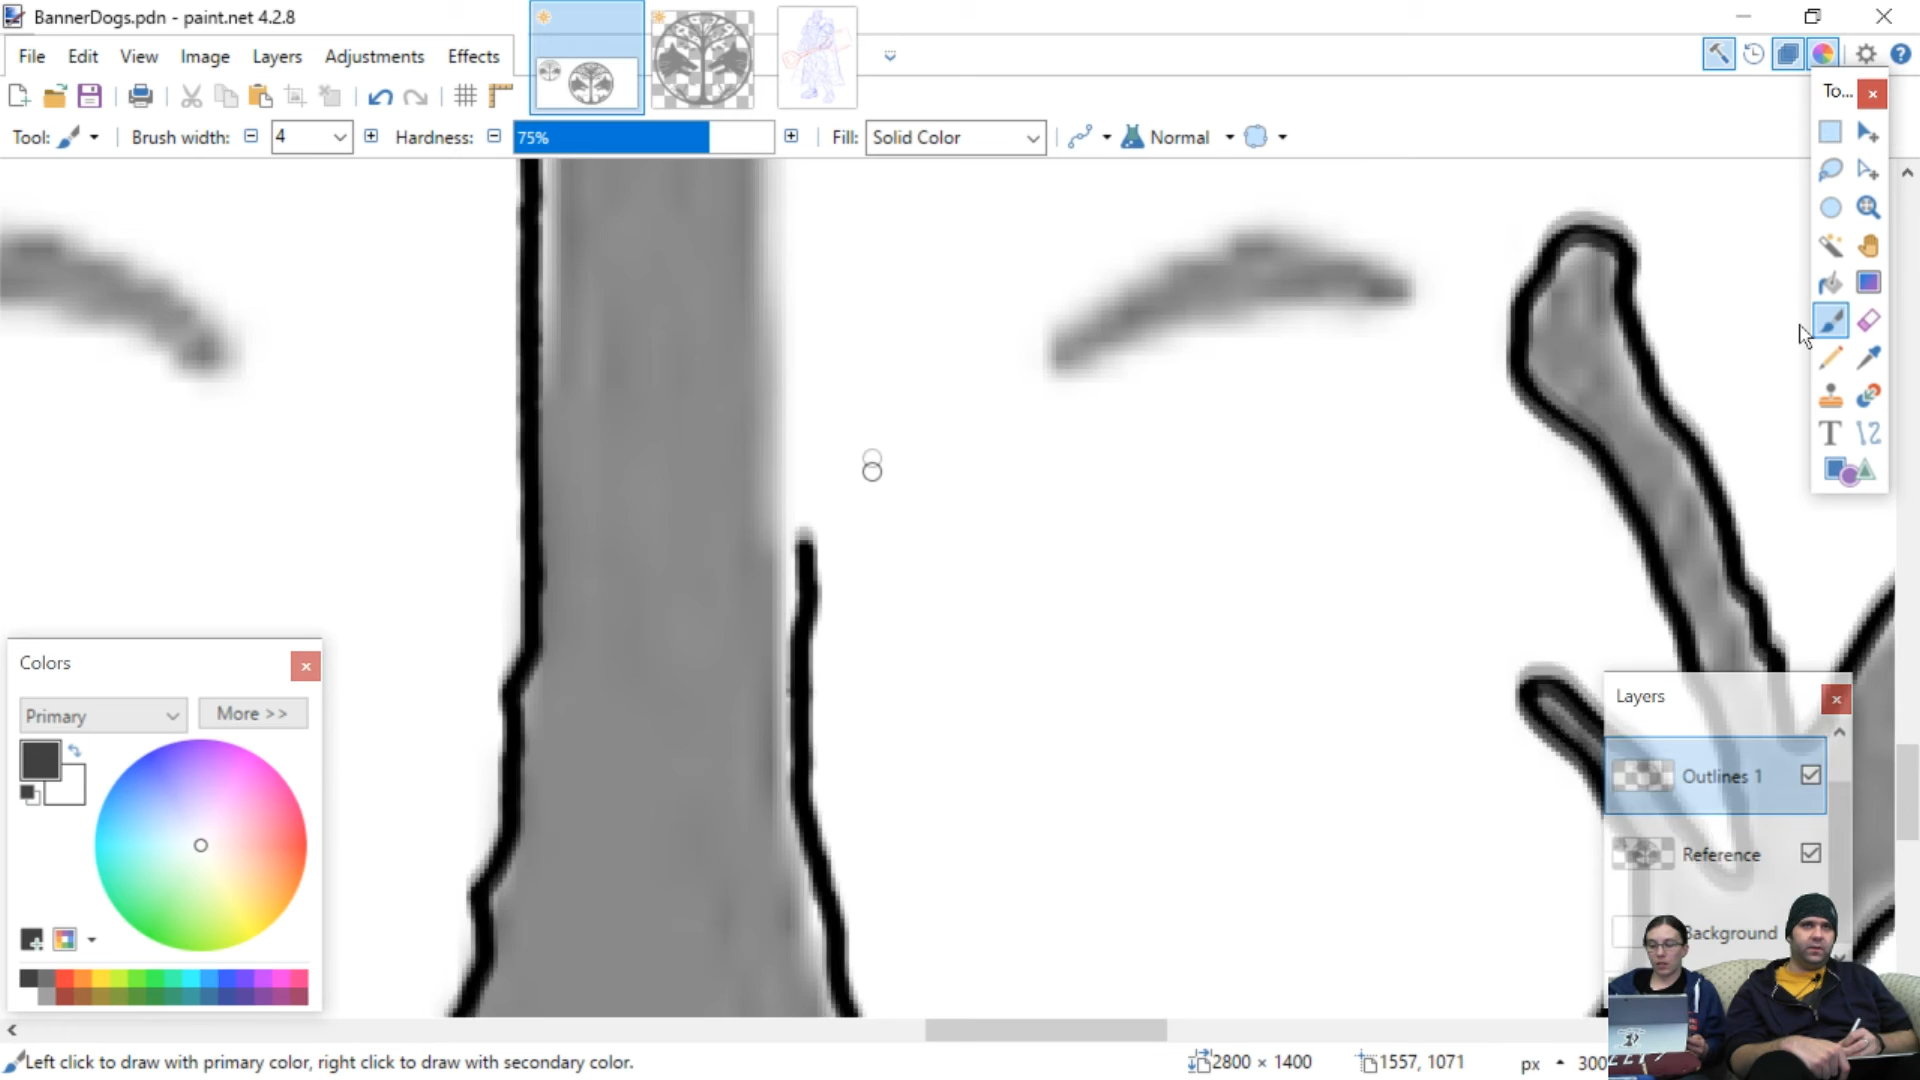 BannerDogs.pdn - paint.net 4.2.8
File Edit View Image Layers Adjustments Effects
Tool: Brush width: 4 Hardness: 75% Fill: Solid Color Normal
To...
Colors
Primary More >>
Layers
Outlines 1
Reference
Background
Left click to draw with primary color, right click to draw with secondary color. 2800 × 1400 1557, 1071 px